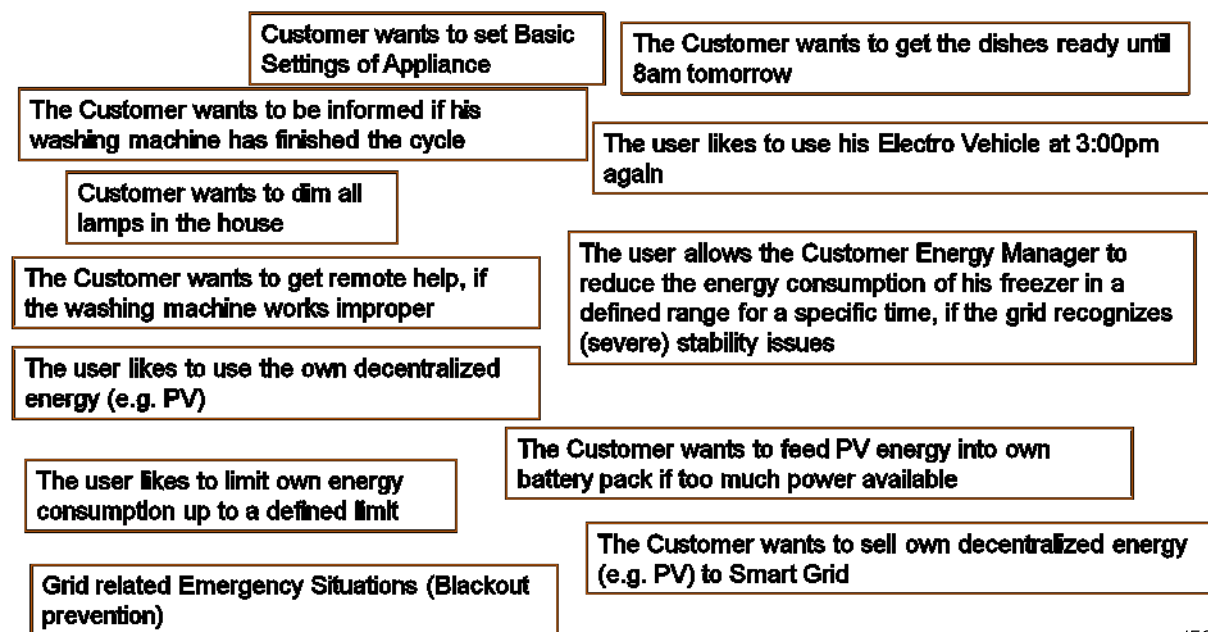 Customer wants to set Basic
Settings of Appliance
The Customer wants to get the dishes ready until
8am tomorrow
The Customer wants to be informed if his
washing machine has finished the cycle
The user likes to use his Electro Vehicle at 3:00pm
again
Customer wants to dim all
lamps in the house
The user allows the Customer Energy Manager to
reduce the energy consumption of his freezer in a
defined range for a specific time, if the grid recognizes
(severe) stability issues
The Customer wants to get remote help, if
the washing machine works improper
The user likes to use the own decentralized
energy (e.g. PV)
The Customer wants to feed PV energy into own
battery pack if too much power available
The user likes to limit own energy
consumption up to a defined limit
The Customer wants to sell own decentralized energy
(e.g. PV) to Smart Grid
Grid related Emergency Situations (Blackout
prevention)